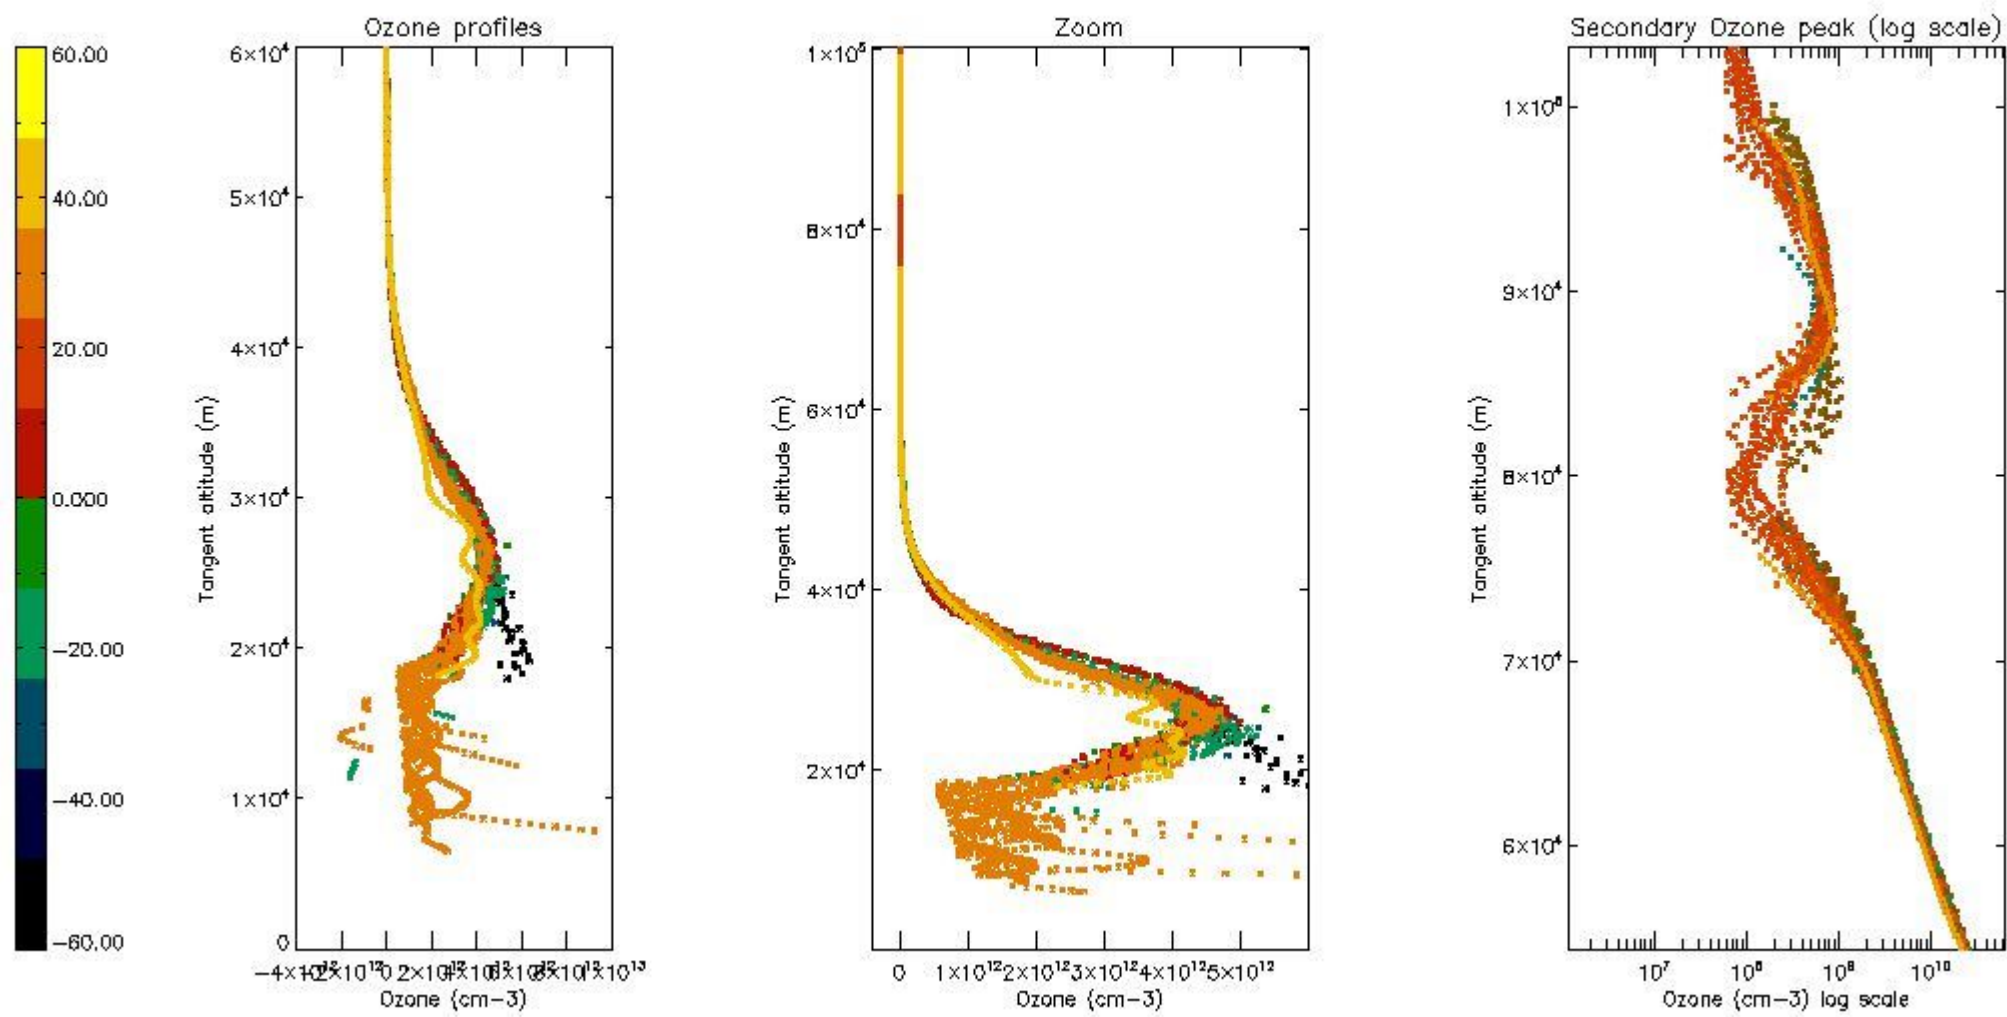 Ozone profiles
Zoom
Secondary Ozone peak (log scale)
60.00
40.00
20.00
0.000
−20.00
−40.00
−60.00
Tangent altitude (m)
6×10⁴
5×10⁴
4×10⁴
3×10⁴
2×10⁴
1×10⁴
0
Ozone (cm−3)
Tangent altitude (m)
1×10⁵
8×10⁴
6×10⁴
4×10⁴
2×10⁴
0 1×10¹² 2×10¹² 3×10¹² 4×10¹² 5×10¹²
Ozone (cm−3)
Tangent altitude (m)
1×10⁵
9×10⁴
8×10⁴
7×10⁴
6×10⁴
10⁷ 10⁸ 10⁹ 10¹⁰
Ozone (cm−3) log scale